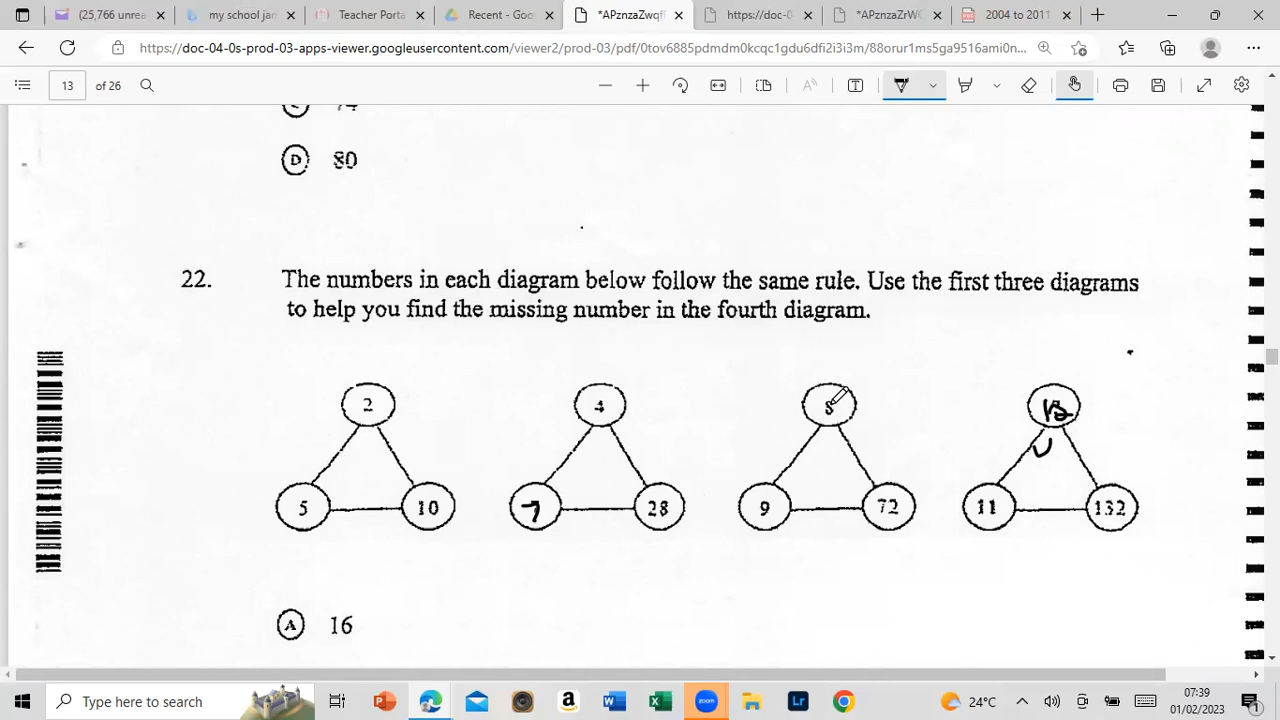 (25,766 unrea
my school jan
Teacher Porta
Recent - Goo
*APznzaZwqf
https://doc-0
*APznzaZrWC
2004 to 2011
https://doc-04-0s-prod-03-apps-viewer.googleusercontent.com/viewer2/prod-03/pdf/0tov6885pdmdm0kcqc1gdu6dfi2i3i3m/88orur1ms5ga9516ami0n...
13 of 26
C 74
D 80
22. The numbers in each diagram below follow the same rule. Use the first three diagrams
to help you find the missing number in the fourth diagram.
2 4 8 12
5 10 7 28 9 72 11 132
A 16
Type here to search
zoom
24°C
07:39
01/02/2023